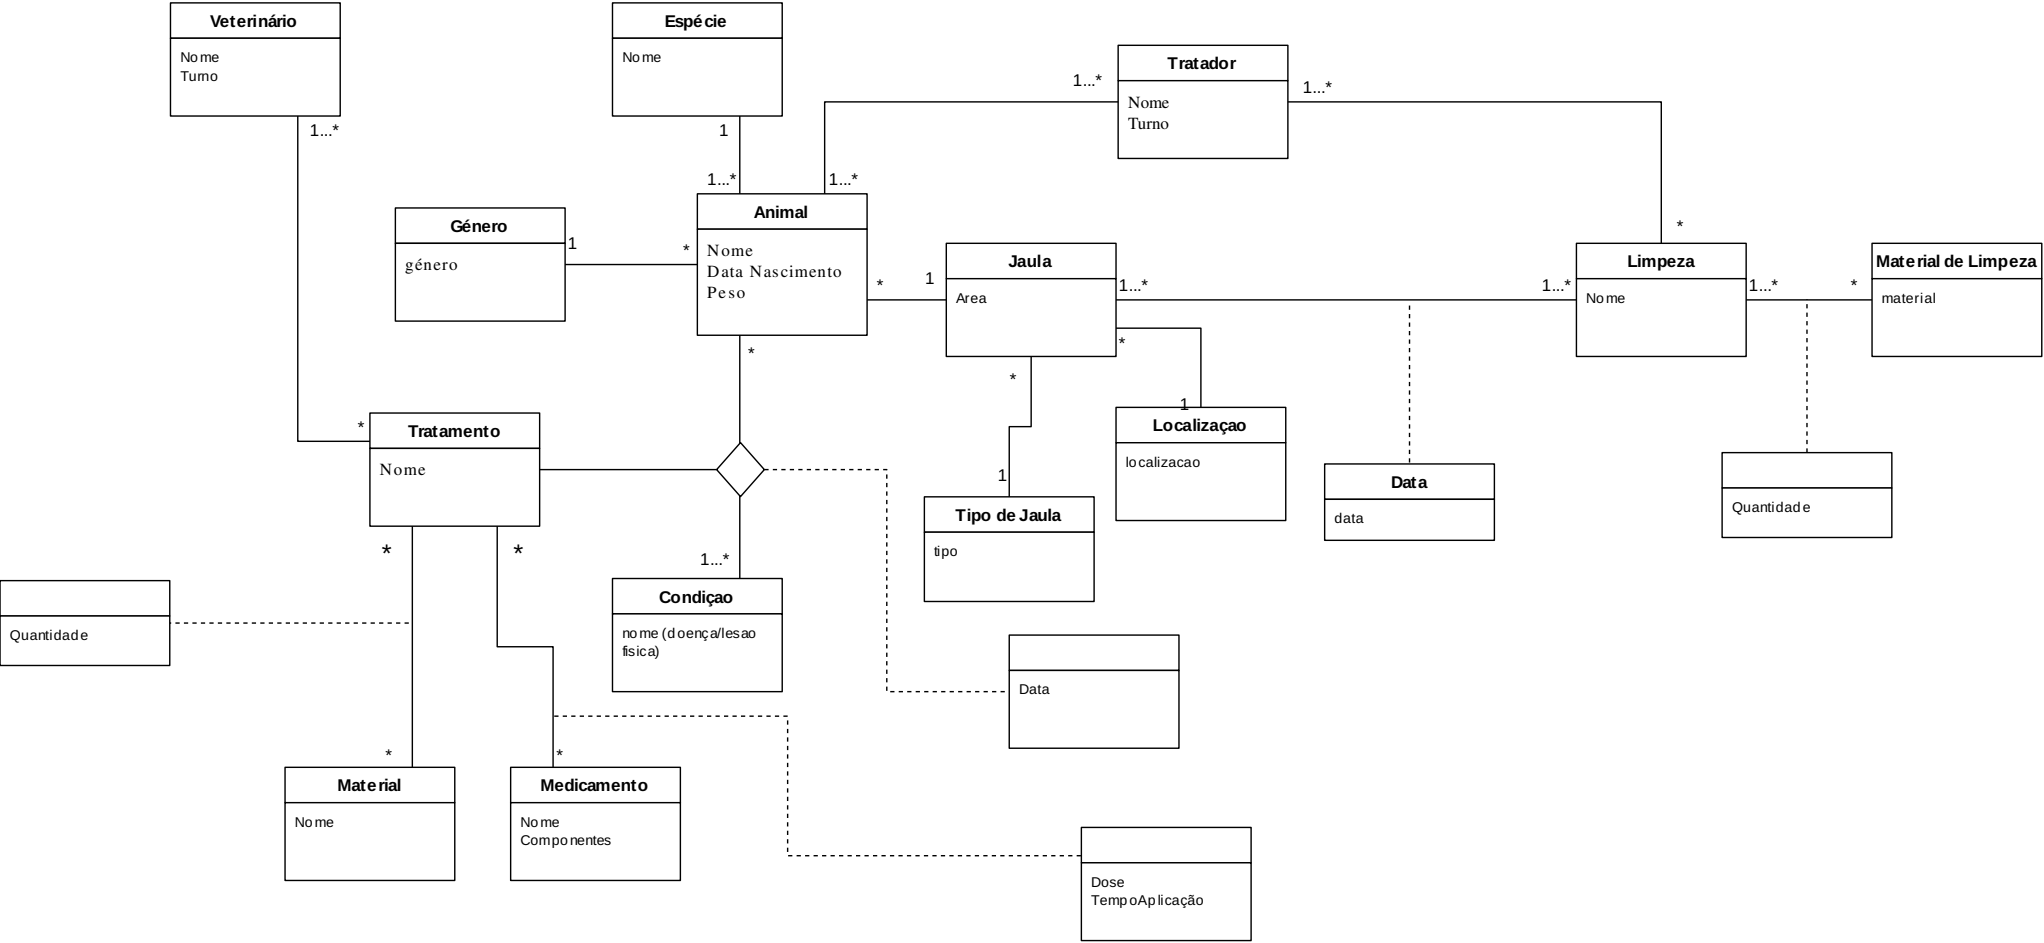 Veterinário
Nome
Turno
Espécie
Nome
Tratador
Nome
Turno
1...*
1...*
1...*
1
1...*
1...*
Género
género
1
*
Animal
Nome
Data Nascimento
Peso
*
1
Jaula
Area
1...*
1...*
*
Limpeza
Nome
1...*
*
Material de Limpeza
material
*
*
*
1
1
Localizaçao
localizacao
Tipo de Jaula
tipo
Data
data
Quantidade
*
Tratamento
Nome
*
*
1...*
Condiçao
nome (doença/lesao
fisica)
Quantidade
Data
*
*
Material
Nome
Medicamento
Nome
Componentes
Dose
TempoAplicação